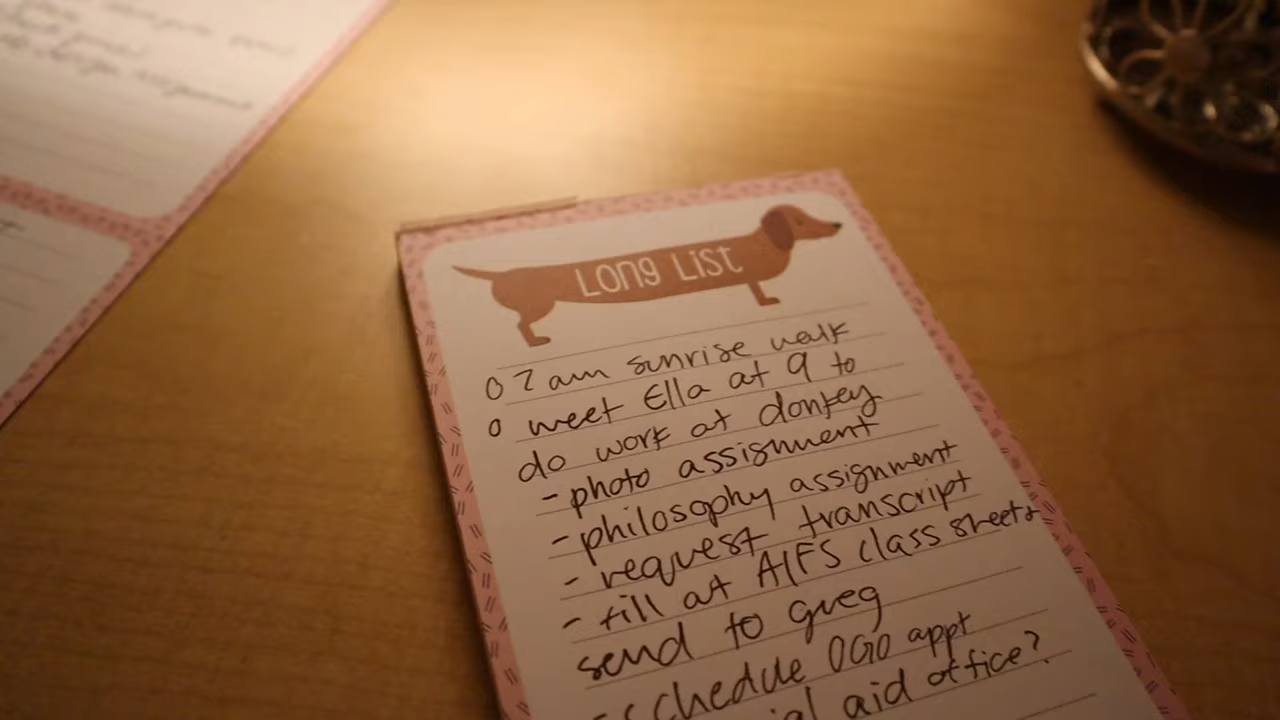 LONG LIST
O 7 am sunrise walk
O meet Ella at 9 to
do work at donkey
- photo assignment
- philosophy assignment
- request transcript
- fill at AIFS class sheet &
send to greg
- schedule OGO appt
aid office?